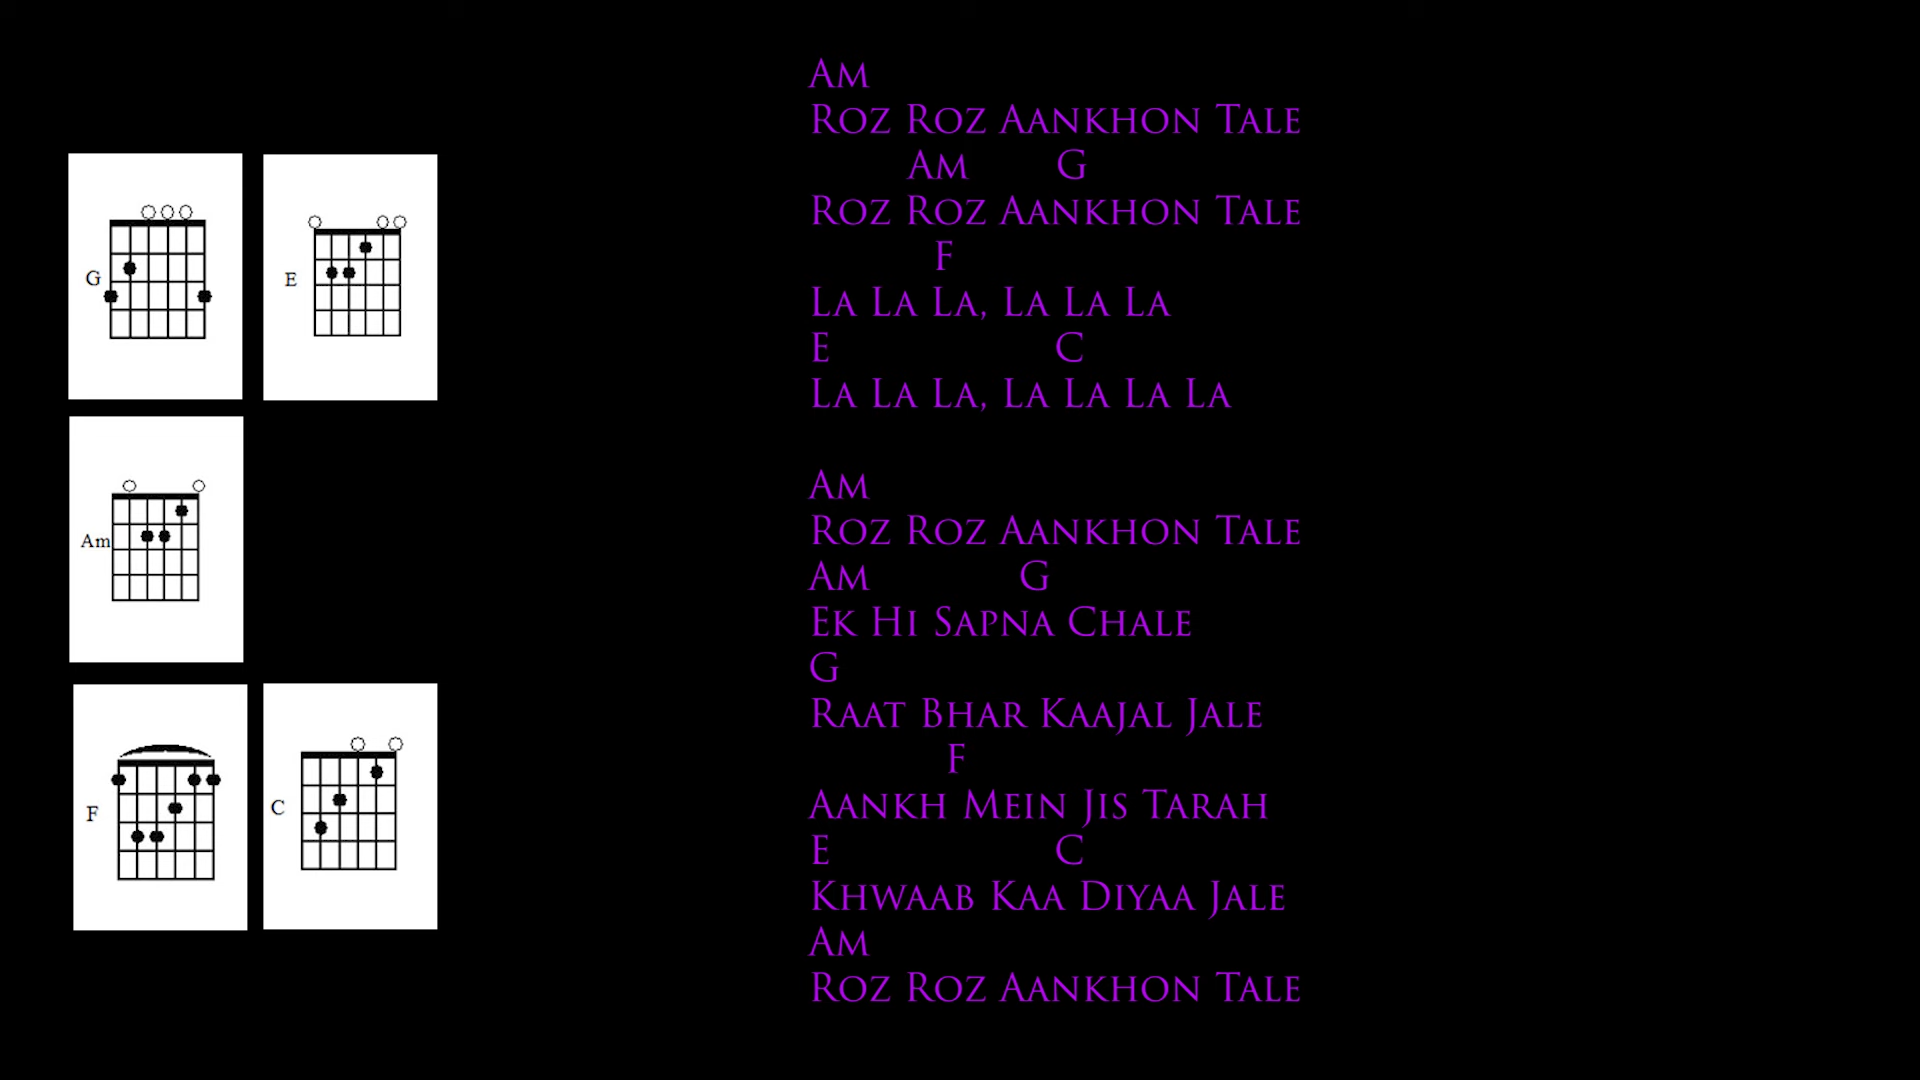 G
E
Am
F
C
Am
Roz Roz Aankhon Tale
Am G
Roz Roz Aankhon Tale
F
La La La, La La La
E C
La La La, La La La La
Am
Roz Roz Aankhon Tale
Am G
Ek Hi Sapna Chale
G
Raat Bhar Kaajal Jale
F
Aankh Mein Jis Tarah
E C
Khwaab Kaa Diyaa Jale
Am
Roz Roz Aankhon Tale